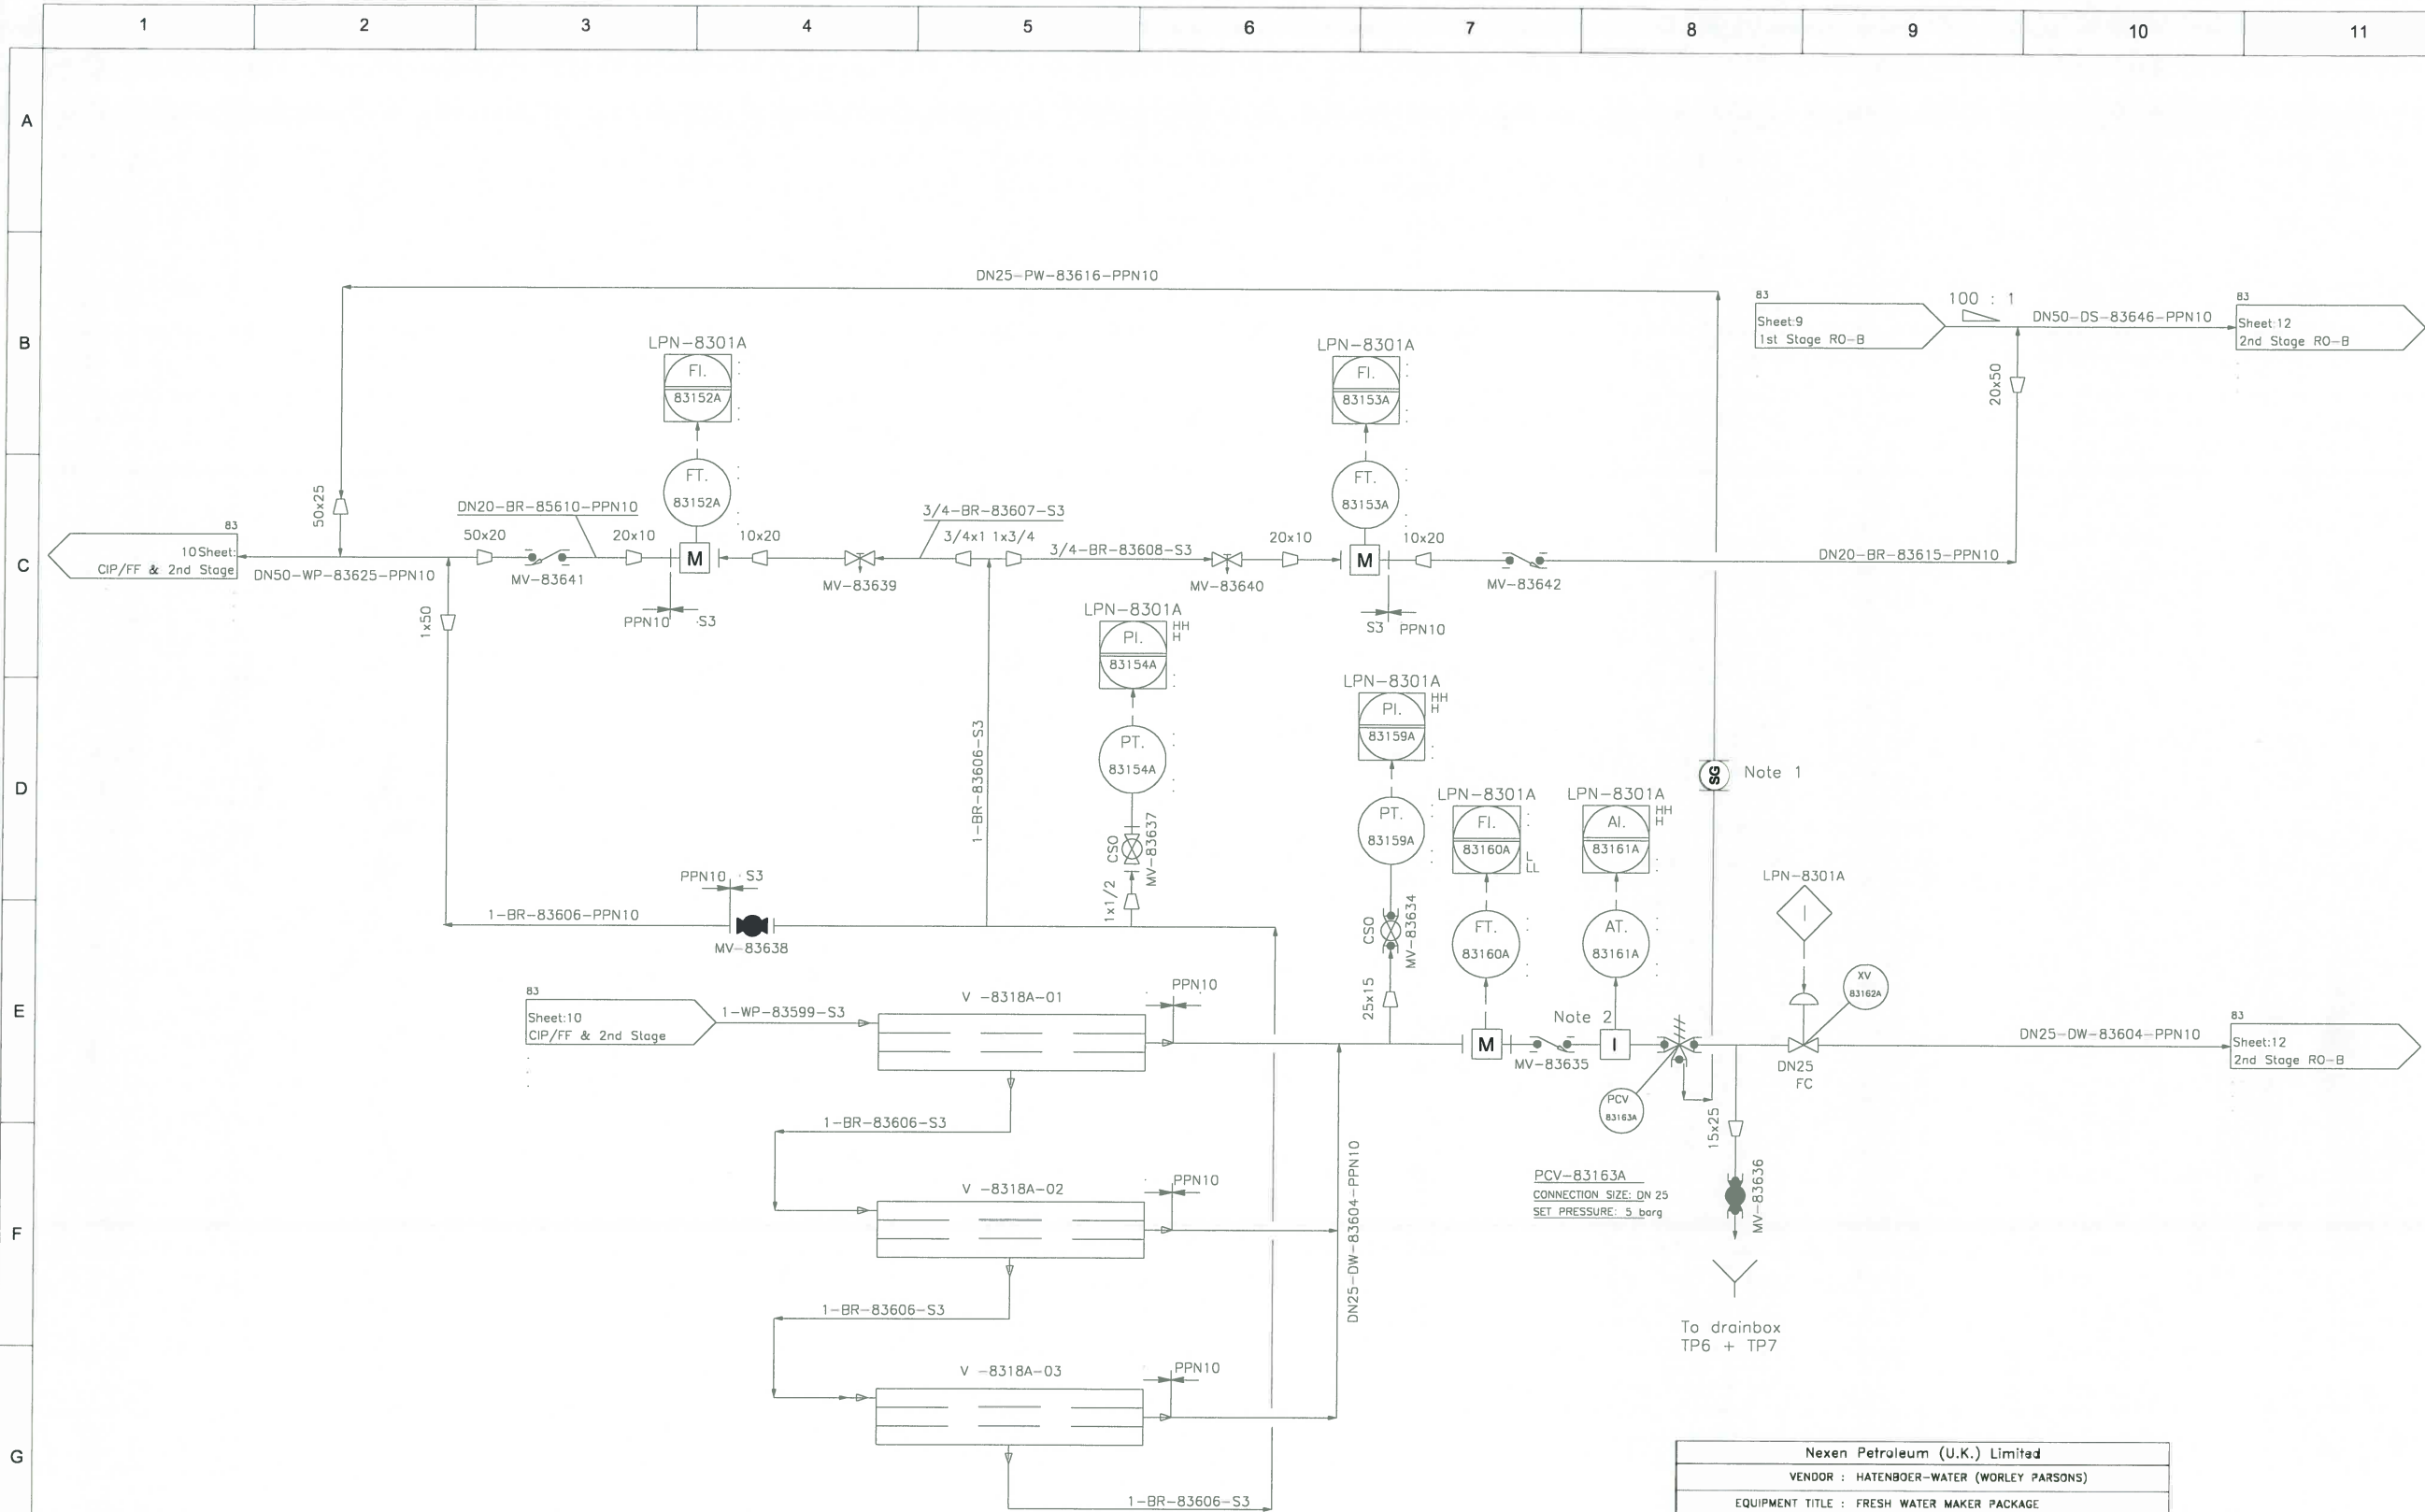 1 2 3 4 5 6 7 8 9 10 11
A
B
C
D
E
F
G
DN25-PW-83616-PPN10
83
Sheet:9
1st Stage RO-B
100 : 1
DN50-DS-83646-PPN10
83
Sheet:12
2nd Stage RO-B
20x50
LPN-8301A
FI.
83152A
FT.
83152A
LPN-8301A
FI.
83153A
FT.
83153A
50x25
83
10Sheet:
CIP/FF & 2nd Stage
DN50-WP-83625-PPN10
1x50
50x20
DN20-BR-85610-PPN10
MV-83641
20x10
M
PPN10 S3
10x20
MV-83639
3/4-BR-83607-S3
3/4x1 1x3/4
3/4-BR-83608-S3
MV-83640
20x10
M
10x20
S3 PPN10
MV-83642
DN20-BR-83615-PPN10
LPN-8301A
PI.
83154A
HH
H
PT.
83154A
CSO
MV-83637
1x1/2
1-BR-83606-S3
LPN-8301A
PI.
83159A
HH
H
PT.
83159A
CSO
MV-83634
25x15
LPN-8301A
FI.
83160A
L
LL
FT.
83160A
LPN-8301A
AI.
83161A
HH
H
AT.
83161A
SG
Note 1
LPN-8301A
I
XV
83162A
PPN10 S3
1-BR-83606-PPN10
MV-83638
83
Sheet:10
CIP/FF & 2nd Stage
1-WP-83599-S3
V -8318A-01
PPN10
M
MV-83635
Note 2
I
PCV
83163A
DN25
FC
DN25-DW-83604-PPN10
83
Sheet:12
2nd Stage RO-B
1-BR-83606-S3
V -8318A-02
PPN10
DN25-DW-83604-PPN10
15x25
MV-83636
PCV-83163A
CONNECTION SIZE: DN 25
SET PRESSURE: 5 barg
1-BR-83606-S3
To drainbox
TP6 + TP7
V -8318A-03
PPN10
1-BR-83606-S3
Nexen Petroleum (U.K.) Limited
VENDOR : HATENBOER-WATER (WORLEY PARSONS)
EQUIPMENT TITLE : FRESH WATER MAKER PACKAGE